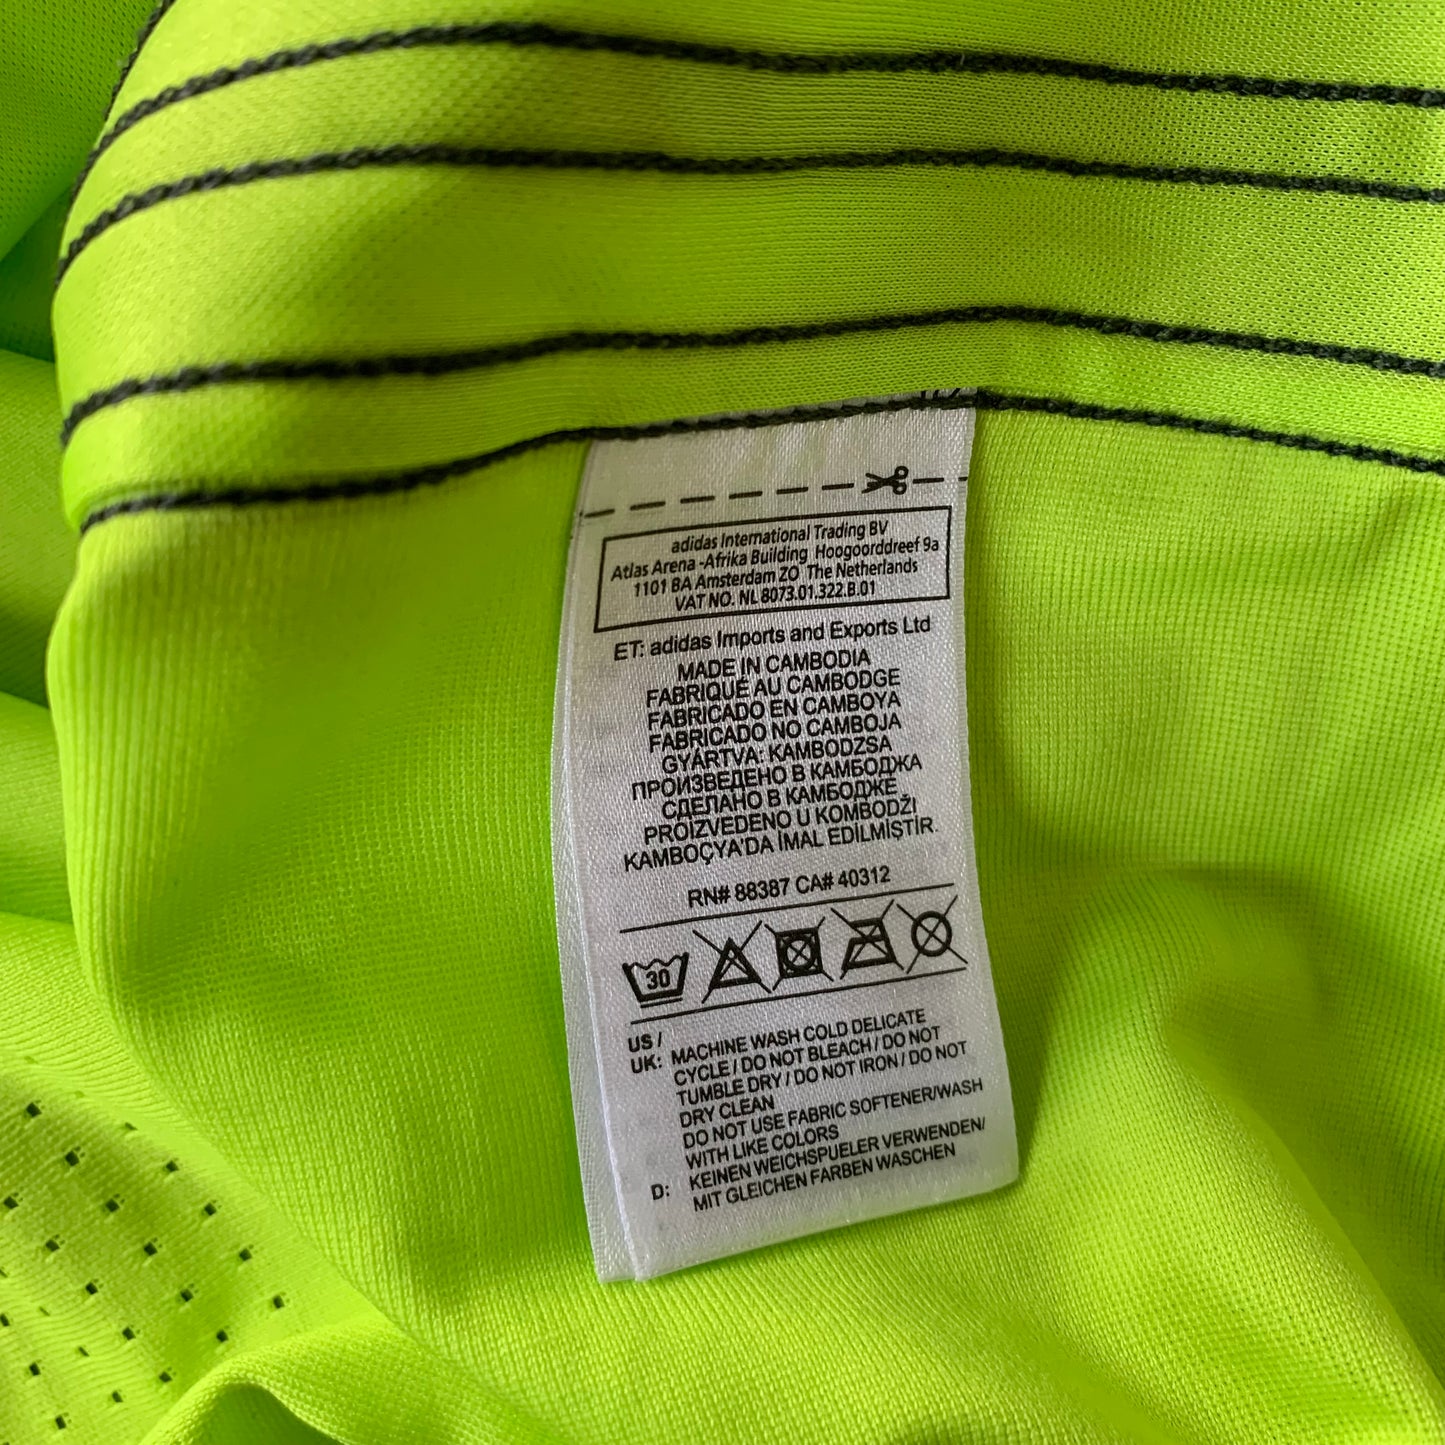 adidas International Trading BV
Atlas Arena -Afrika Building Hoogoorddreef 9a
1101 BA Amsterdam ZO The Netherlands
VAT NO. NL 8073.01.322.B.01
ET: adidas Imports and Exports Ltd
MADE IN CAMBODIA
FABRIQUÉ AU CAMBODGE
FABRICADO EN CAMBOYA
FABRICADO NO CAMBOJA
GYÁRTVA: KAMBODZSA
ПРОИЗВЕДЕНО В КАМБОДЖА
СДЕЛАНО В КАМБОДЖЕ
PROIZVEDENO U KOMBODŽI
KAMBOÇYA'DA İMAL EDİLMİŞTİR.
RN# 88387 CA# 40312
30
US /
UK: MACHINE WASH COLD DELICATE
CYCLE / DO NOT BLEACH / DO NOT
TUMBLE DRY / DO NOT IRON / DO NOT
DRY CLEAN
DO NOT USE FABRIC SOFTENER/WASH
WITH LIKE COLORS
D: KEINEN WEICHSPUELER VERWENDEN/
MIT GLEICHEN FARBEN WASCHEN